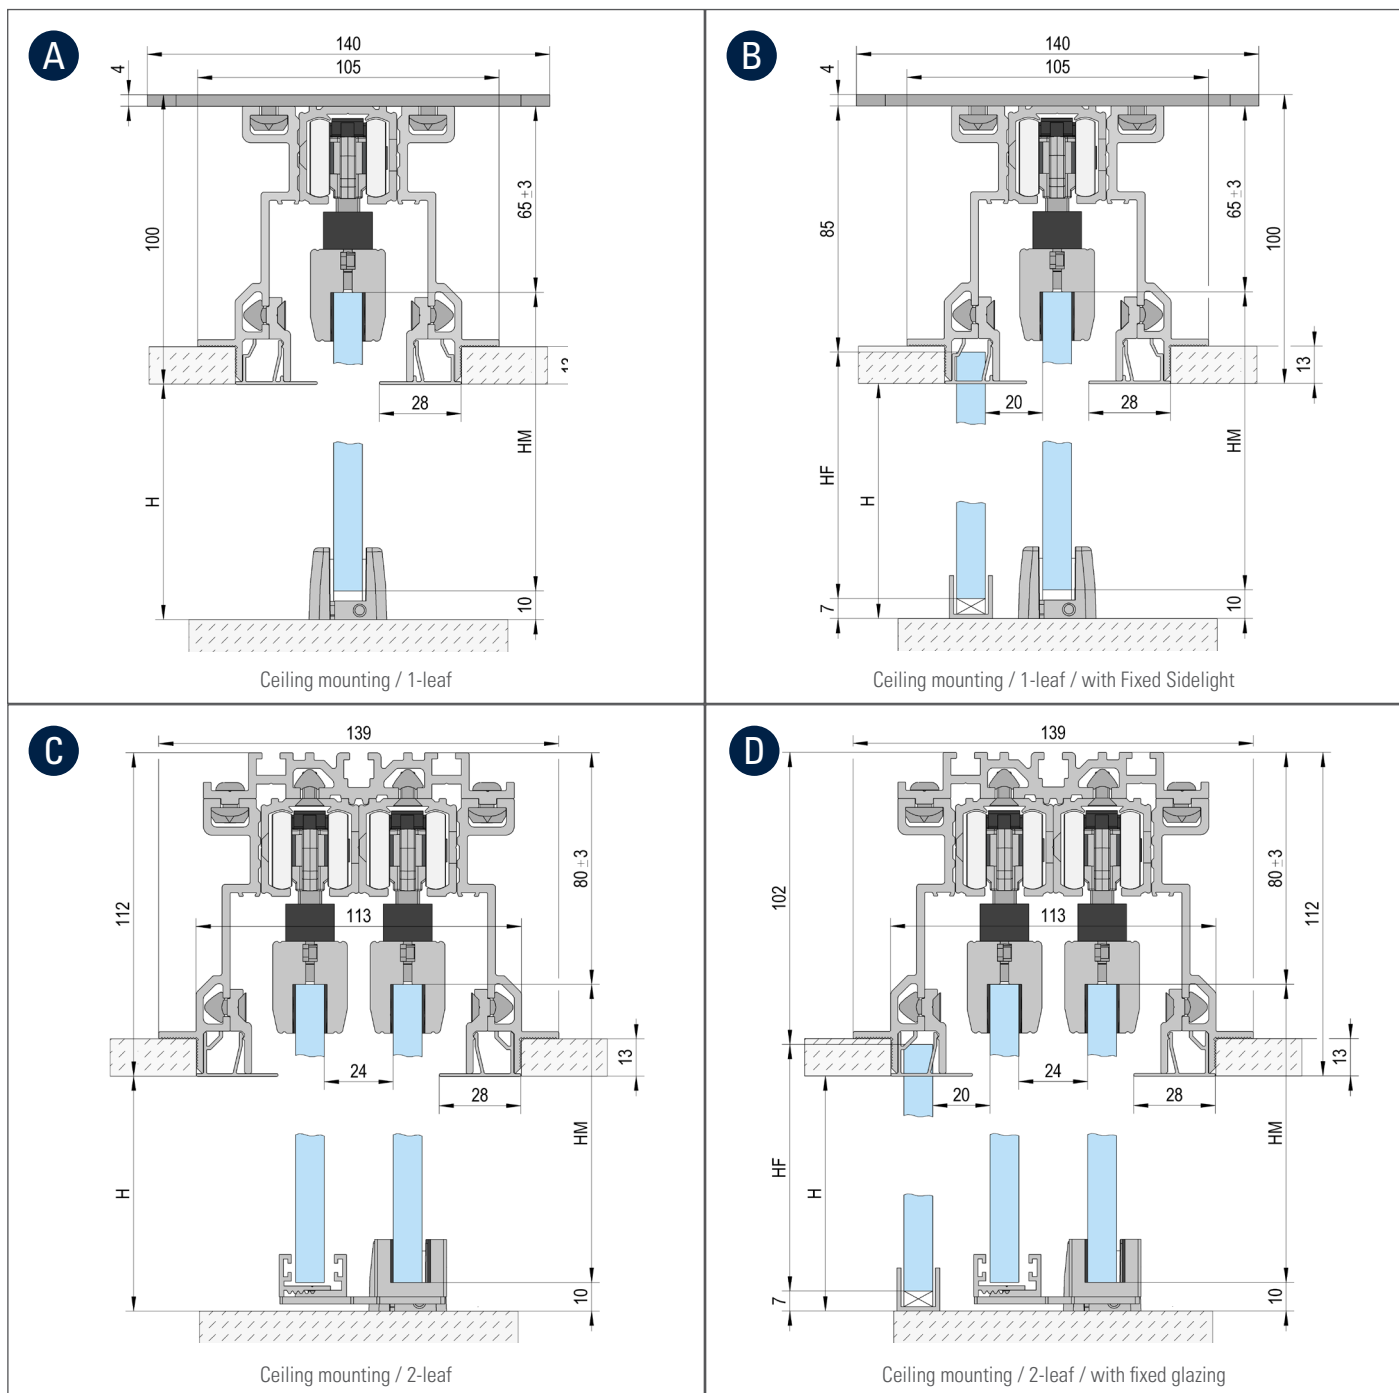 A
140
105
4
100
65 ±3
28
HM
H
10
Ceiling mounting / 1-leaf
B
140
105
4
85
65 ±3
100
13
20
28
HF
H
HM
7
10
Ceiling mounting / 1-leaf / with Fixed Sidelight
C
139
112
80 ±3
113
13
24
28
H
HM
10
Ceiling mounting / 2-leaf
D
139
102
80 ±3
112
113
13
20
24
28
HF
H
HM
7
10
Ceiling mounting / 2-leaf / with fixed glazing